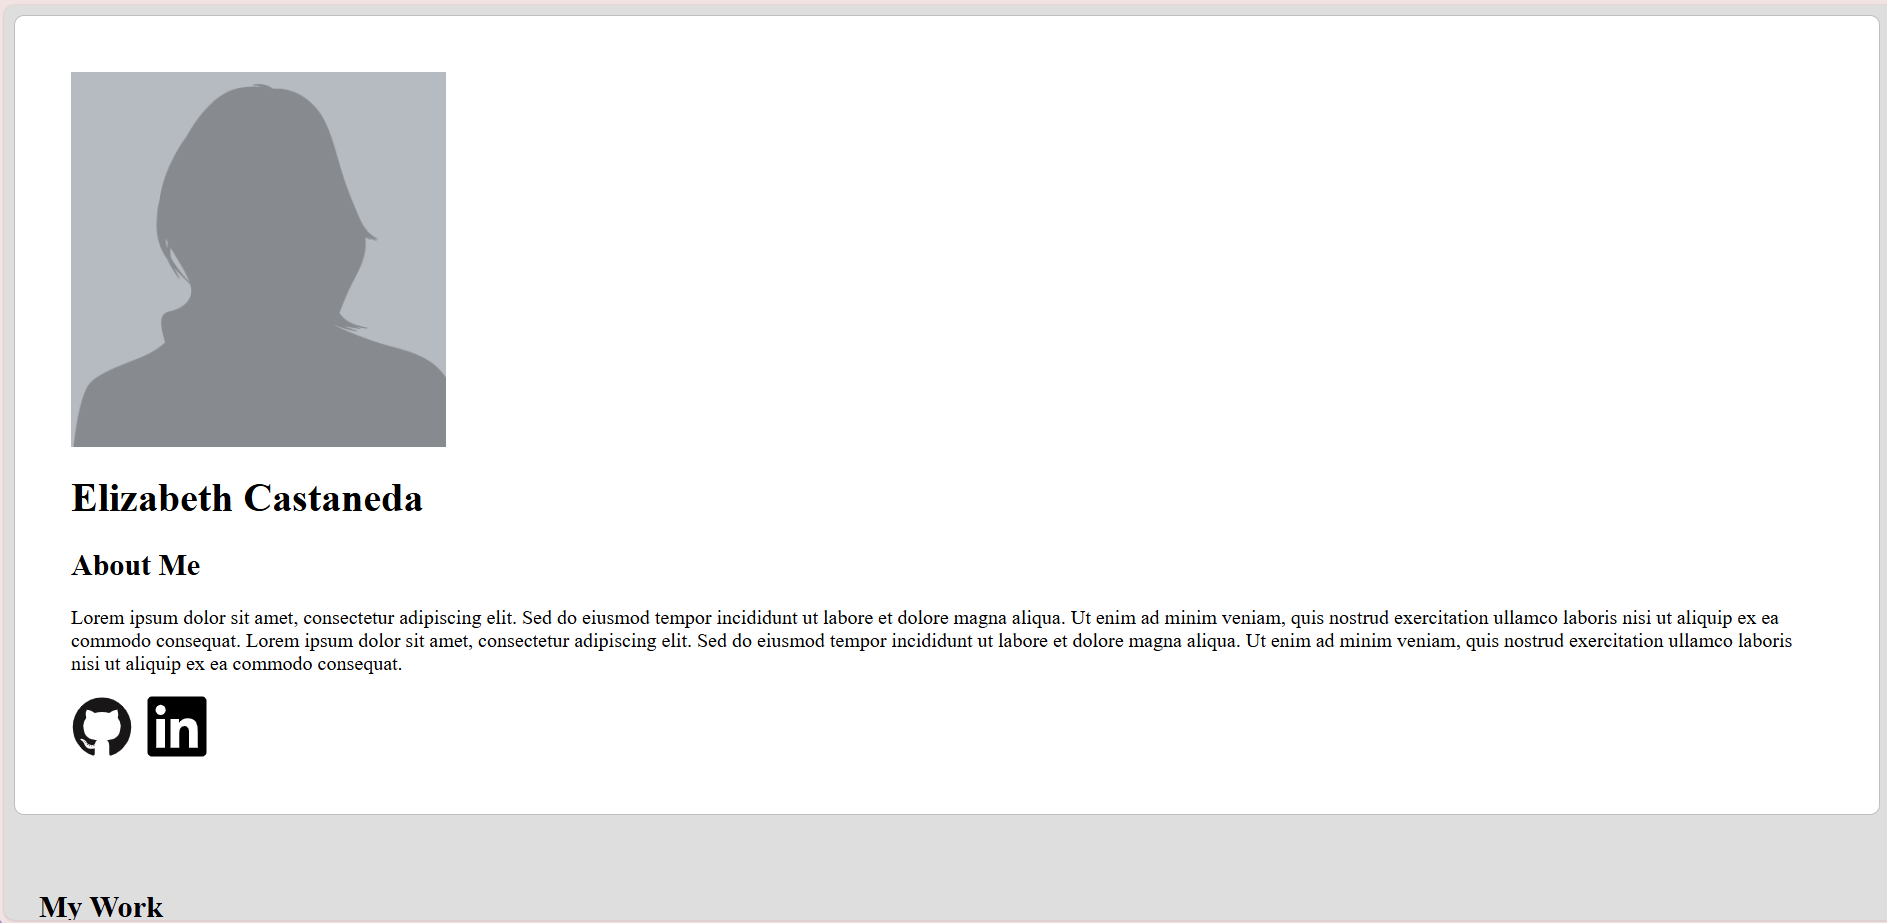 Elizabeth Castaneda
About Me
Lorem ipsum dolor sit amet, consectetur adipiscing elit. Sed do eiusmod tempor incididunt ut labore et dolore magna aliqua. Ut enim ad minim veniam, quis nostrud exercitation ullamco laboris nisi ut aliquip ex ea
commodo consequat. Lorem ipsum dolor sit amet, consectetur adipiscing elit. Sed do eiusmod tempor incididunt ut labore et dolore magna aliqua. Ut enim ad minim veniam, quis nostrud exercitation ullamco laboris
nisi ut aliquip ex ea commodo consequat.
in
My Work